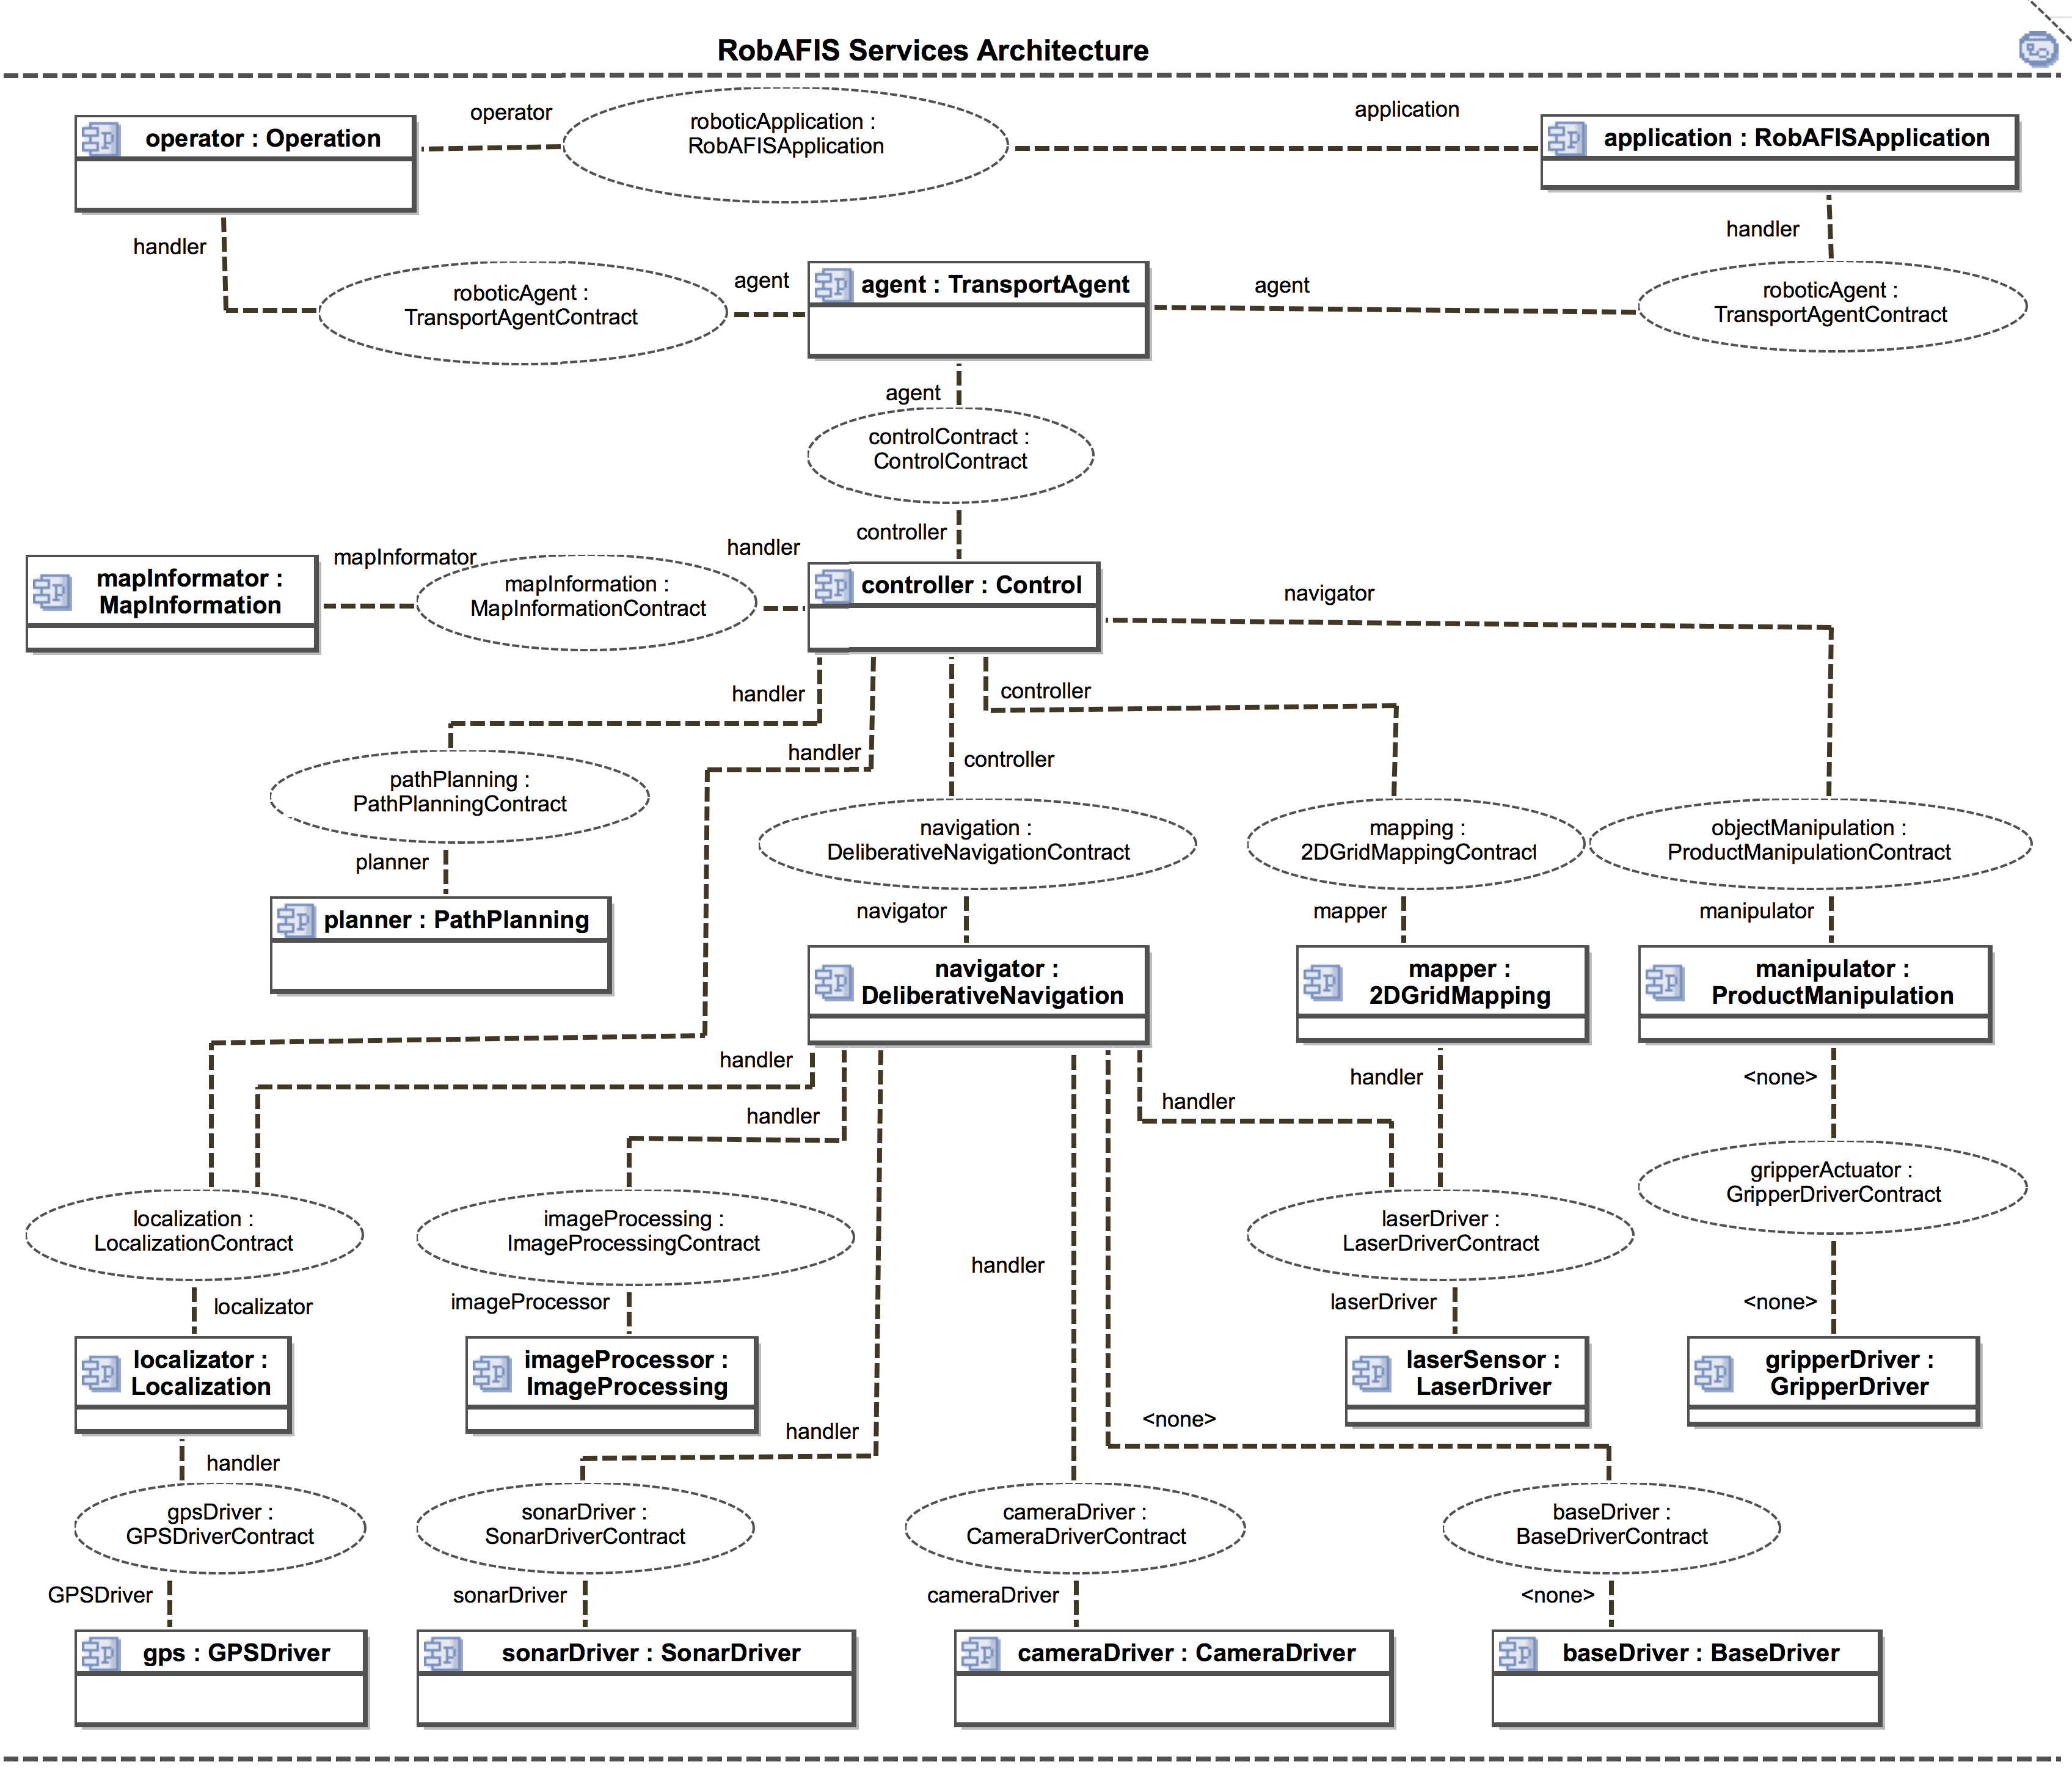 RobAFIS Services Architecture
operator
application
roboticApplication :
RobAFISApplication
operator : Operation
application : RobAFISApplication
handler
handler
roboticAgent :
TransportAgentContract
agent
agent : TransportAgent
agent
roboticAgent :
TransportAgentContract
agent
controlContract :
ControlContract
controller
mapInformator :
MapInformation
mapInformator
mapInformation :
MapInformationContract
handler
controller : Control
navigator
handler
controller
handler
controller
pathPlanning :
PathPlanningContract
navigation :
DeliberativeNavigationContract
mapping :
2DGridMappingContract
objectManipulation :
ProductManipulationContract
planner
planner : PathPlanning
navigator
mapper
manipulator
navigator :
DeliberativeNavigation
mapper :
2DGridMapping
manipulator :
ProductManipulation
handler
handler
handler
handler
<none>
localization :
LocalizationContract
imageProcessing :
ImageProcessingContract
handler
laserDriver :
LaserDriverContract
gripperActuator :
GripperDriverContract
localizator
imageProcessor
laserDriver
<none>
localizator :
Localization
imageProcessor :
ImageProcessing
laserSensor :
LaserDriver
gripperDriver :
GripperDriver
handler
handler
<none>
gpsDriver :
GPSDriverContract
sonarDriver :
SonarDriverContract
cameraDriver :
CameraDriverContract
baseDriver :
BaseDriverContract
GPSDriver
sonarDriver
cameraDriver
<none>
gps : GPSDriver
sonarDriver : SonarDriver
cameraDriver : CameraDriver
baseDriver : BaseDriver